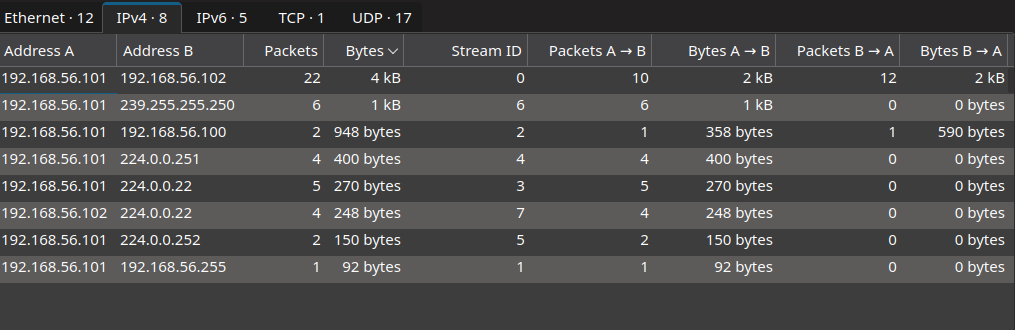 Ethernet · 12 IPv4 · 8 IPv6 · 5 TCP · 1 UDP · 17
Address A Address B Packets Bytes Stream ID Packets A → B Bytes A → B Packets B → A Bytes B → A
192.168.56.101 192.168.56.102 22 4 kB 0 10 2 kB 12 2 kB
192.168.56.101 239.255.255.250 6 1 kB 6 6 1 kB 0 0 bytes
192.168.56.101 192.168.56.100 2 948 bytes 2 1 358 bytes 1 590 bytes
192.168.56.101 224.0.0.251 4 400 bytes 4 4 400 bytes 0 0 bytes
192.168.56.101 224.0.0.22 5 270 bytes 3 5 270 bytes 0 0 bytes
192.168.56.102 224.0.0.22 4 248 bytes 7 4 248 bytes 0 0 bytes
192.168.56.101 224.0.0.252 2 150 bytes 5 2 150 bytes 0 0 bytes
192.168.56.101 192.168.56.255 1 92 bytes 1 1 92 bytes 0 0 bytes